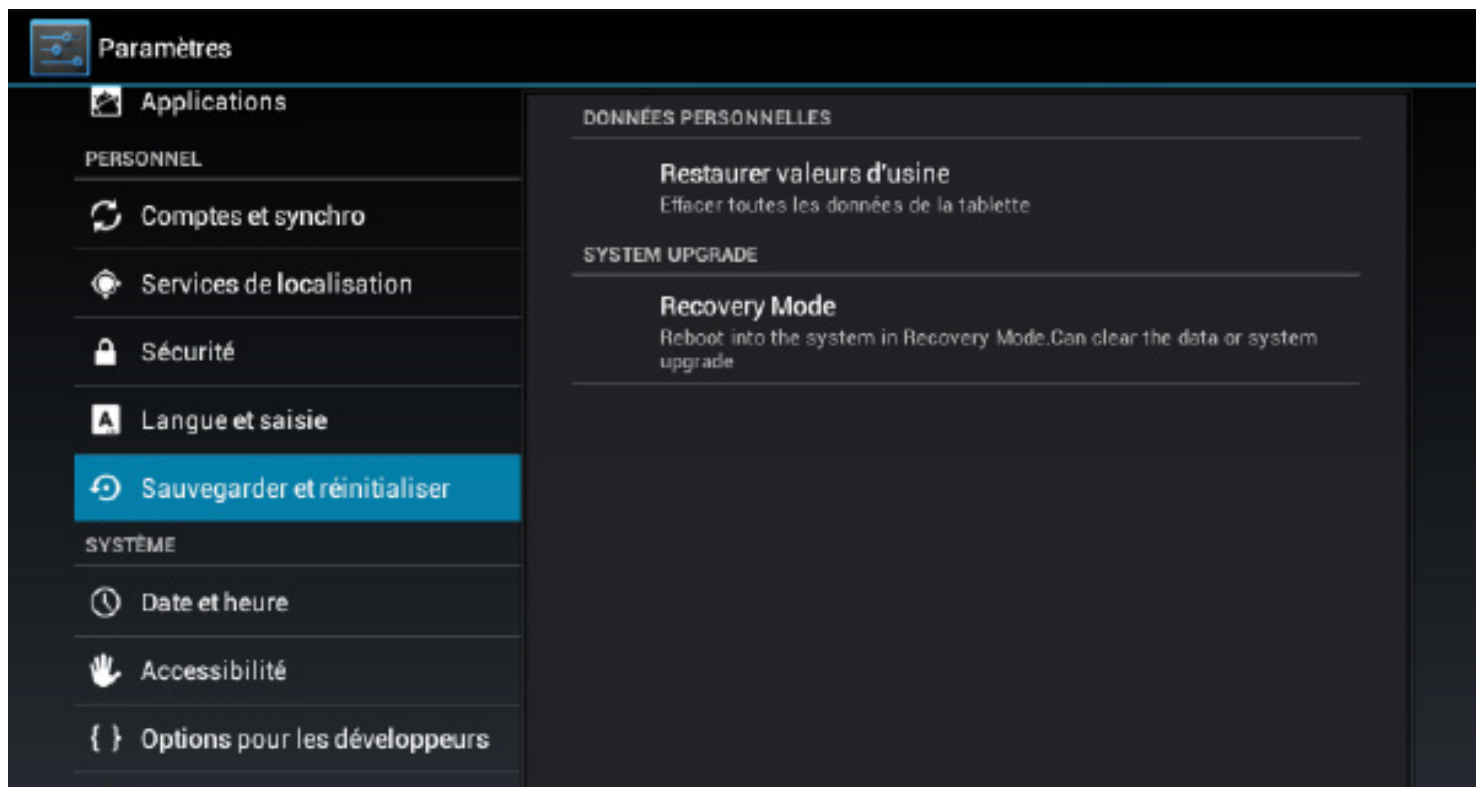 Paramètres
Applications
PERSONNEL
Comptes et synchro
Services de localisation
Sécurité
Langue et saisie
Sauvegarder et réinitialiser
SYSTÈME
Date et heure
Accessibilité
{ } Options pour les développeurs
DONNÉES PERSONNELLES
Restaurer valeurs d'usine
Effacer toutes les données de la tablette
SYSTEM UPGRADE
Recovery Mode
Reboot into the system in Recovery Mode.Can clear the data or system
upgrade